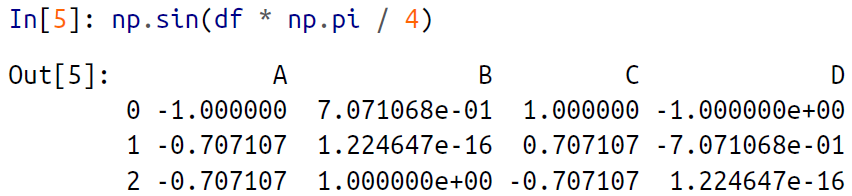 In[5]: np.sin(df * np.pi / 4)
Out[5]: A B C D
0 -1.000000 7.071068e-01 1.000000 -1.000000e+00
1 -0.707107 1.224647e-16 0.707107 -7.071068e-01
2 -0.707107 1.000000e+00 -0.707107 1.224647e-16